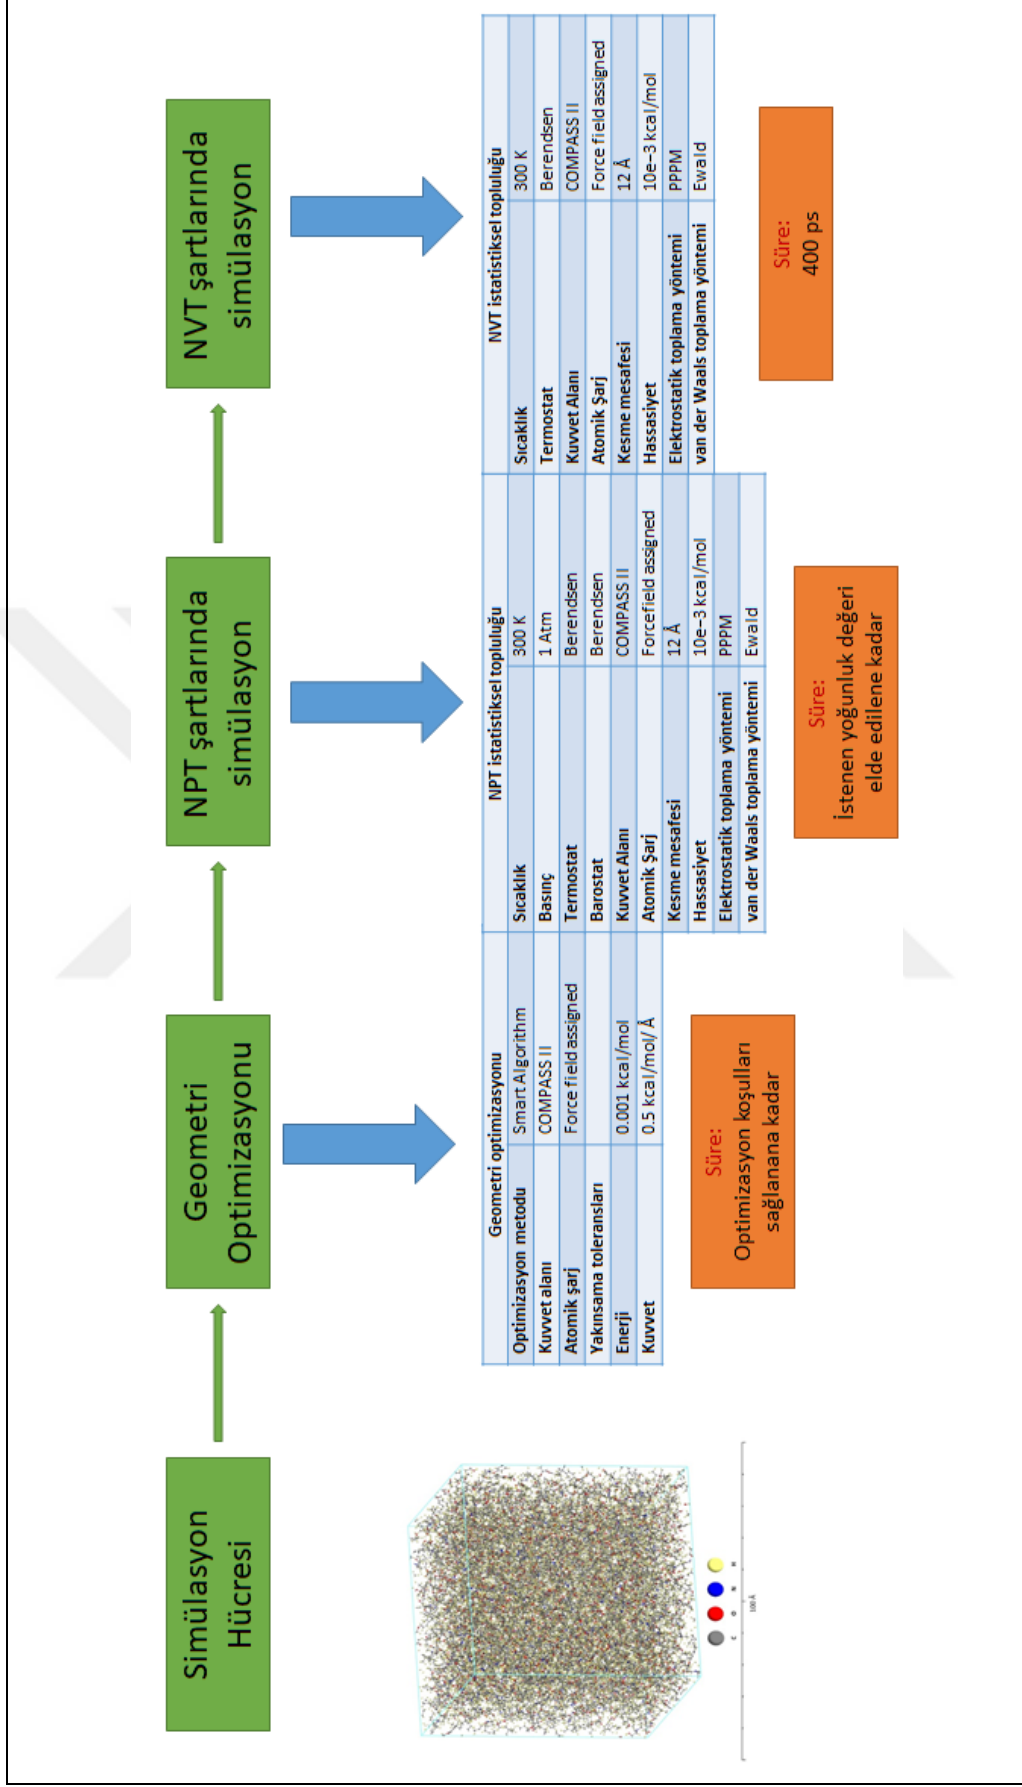 Simülasyon
Hücresi
Geometri
Optimizasyonu
NPT şartlarında
simülasyon
NVT şartlarında
simülasyon
C O N H
100 Å
Geometri optimizasyonu
Optimizasyon metodu Smart Algorithm
Kuvvet alanı COMPASS II
Atomik şarj Force field assigned
Yakınsama toleransları
Enerji 0.001 kcal/mol
Kuvvet 0.5 kcal/mol/ Å
Süre:
Optimizasyon koşulları
sağlanana kadar
NPT istatistiksel topluluğu
Sıcaklık 300 K
Basınç 1 Atm
Termostat Berendsen
Barostat Berendsen
Kuvvet Alanı COMPASS II
Atomik Şarj Forcefield assigned
Kesme mesafesi 12 Å
Hassasiyet 10e−3 kcal/mol
Elektrostatik toplama yöntemi PPPM
van der Waals toplama yöntemi Ewald
Süre:
İstenen yoğunluk değeri
elde edilene kadar
NVT istatistiksel topluluğu
Sıcaklık 300 K
Termostat Berendsen
Kuvvet Alanı COMPASS II
Atomik Şarj Force field assigned
Kesme mesafesi 12 Å
Hassasiyet 10e−3 kcal/mol
Elektrostatik toplama yöntemi PPPM
van der Waals toplama yöntemi Ewald
Süre:
400 ps